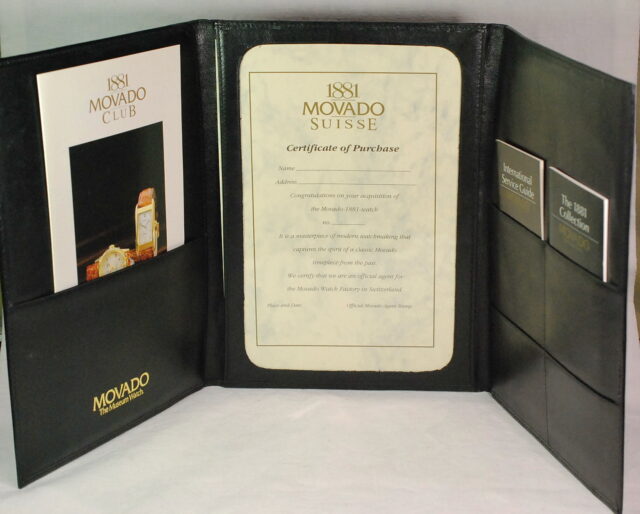 1881
MOVADO
CLUB
MOVADO
The Museum Watch
1881
MOVADO
SUISSE
Certificate of Purchase
Name
Address
Congratulations on your acquisition of
the Movado-1881-watch
no.
It is a masterpiece of modern watchmaking that
captures the spirit of a classic Movado
timepiece from the past.
We certify that we are an official agent for
the Movado Watch Factory in Switzerland
Place and Date
Official Movado Agent Stamp
International
Service Guide
The 1881
Collection
MOVADO